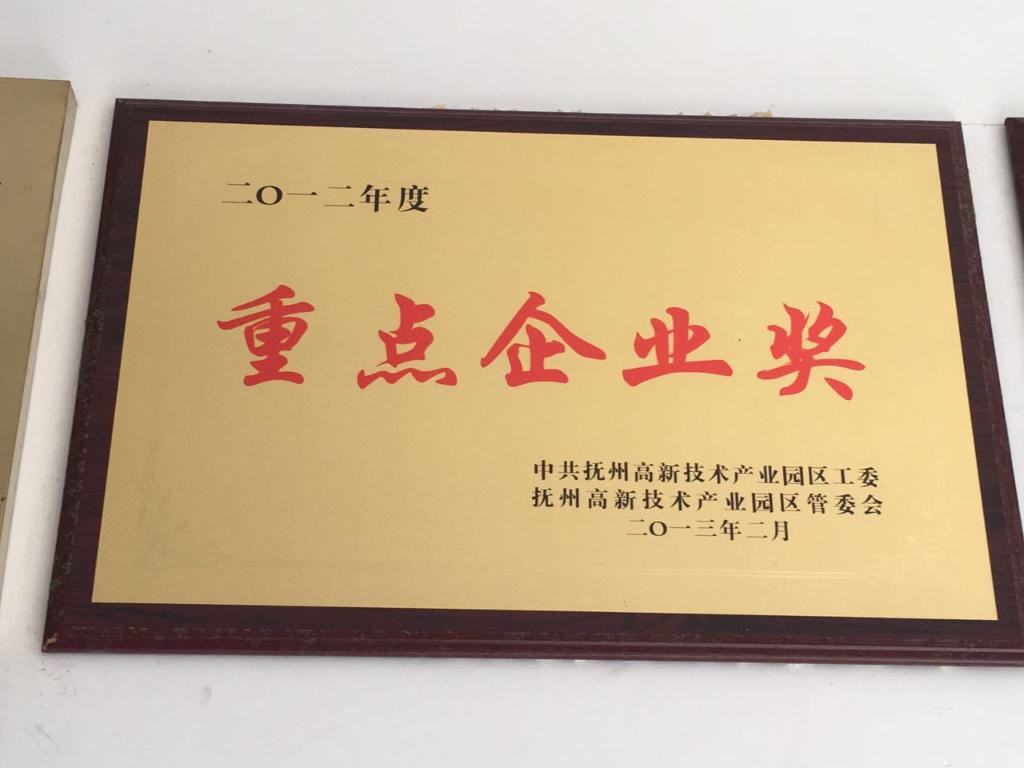 二〇一二年度
重点企业奖
中共抚州高新技术产业园区工委
抚州高新技术产业园区管委会
二〇一三年二月